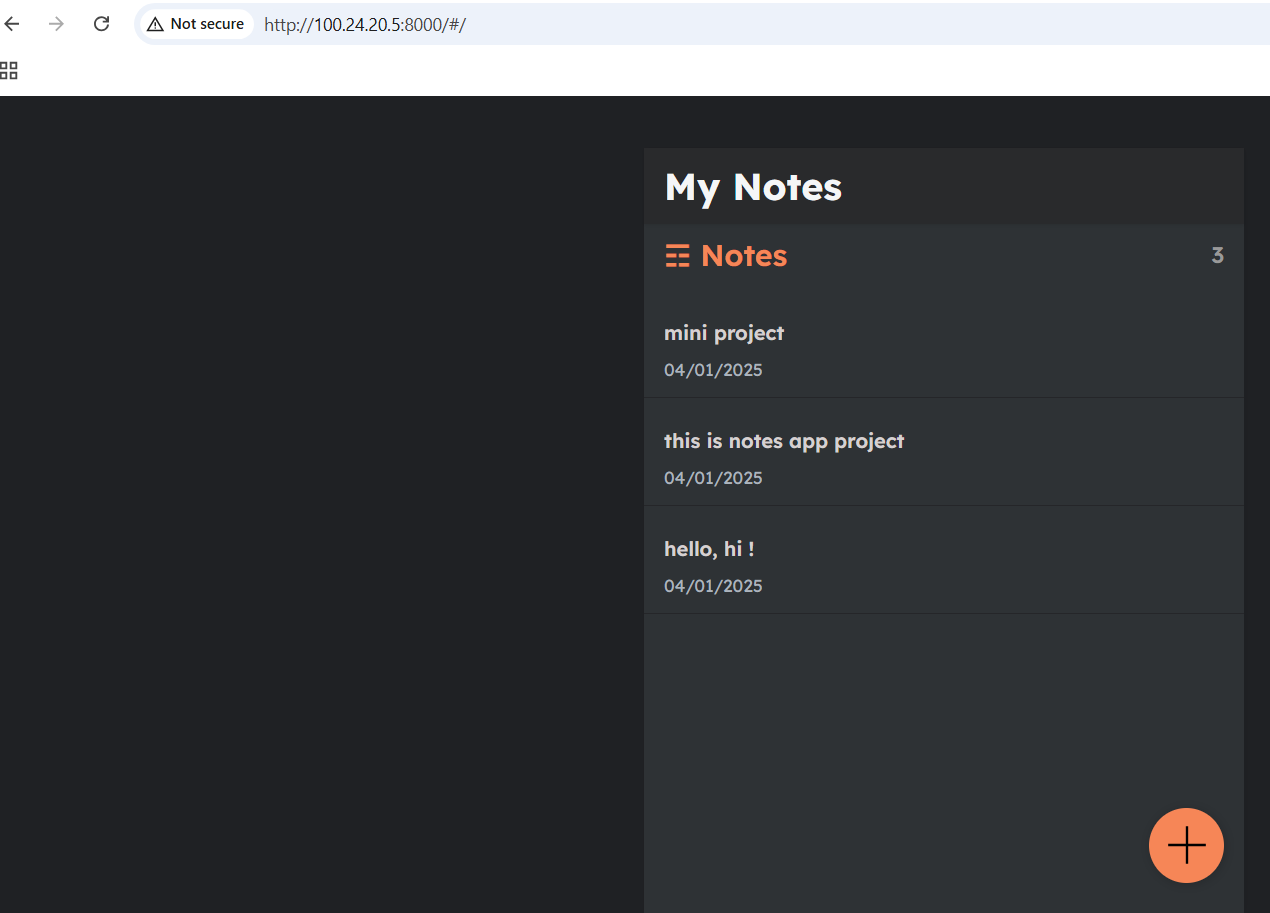 Not secure http://100.24.20.5:8000/#/
My Notes
Notes 3
mini project
04/01/2025
this is notes app project
04/01/2025
hello, hi !
04/01/2025